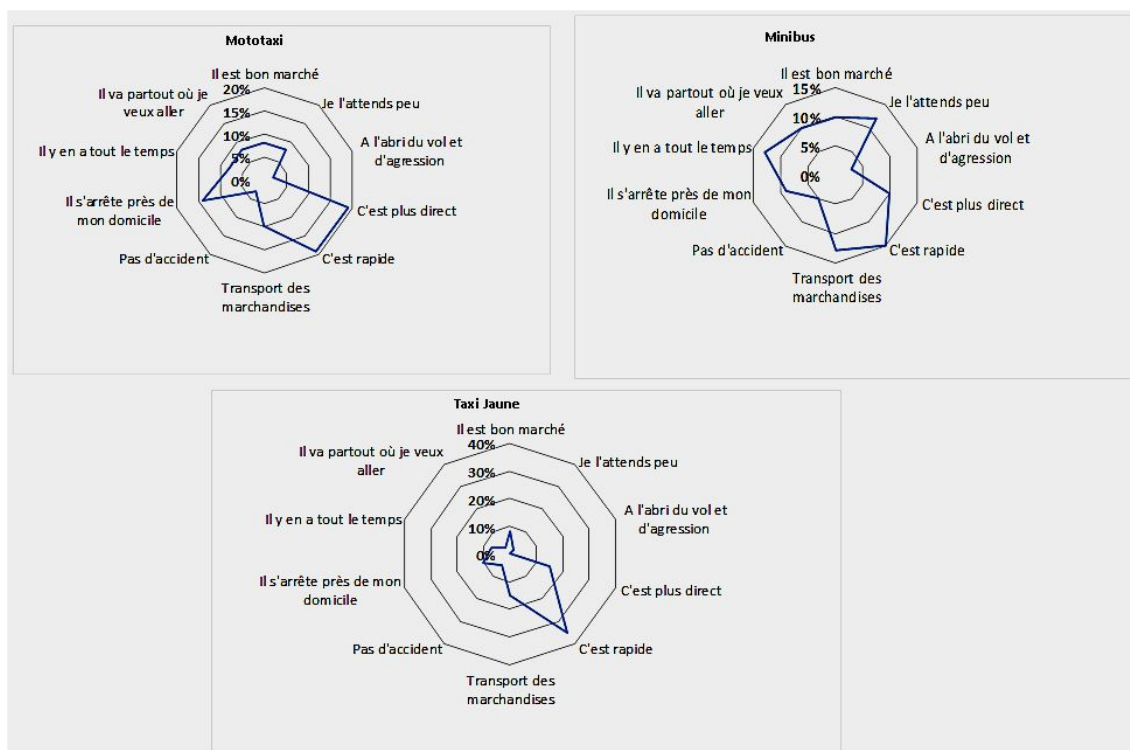 Mototaxi
Il est bon marché
20%
Il va partout où je
veux aller
15%
Je l'attends peu
10%
Il y en a tout le temps
A l'abri du vol et
d'agression
5%
0%
Il s'arrête près de
mon domicile
C'est plus direct
Pas d'accident
C'est rapide
Transport des
marchandises
Minibus
Il est bon marché
15%
Il va partout où je veux
aller
Je l'attends peu
10%
Il y en a tout le temps
A l'abri du vol et
d'agression
5%
0%
Il s'arrête près de mon
domicile
C'est plus direct
Pas d'accident
C'est rapide
Transport des
marchandises
Taxi Jaune
Il est bon marché
40%
Il va partout où je veux
aller
Je l'attends peu
30%
20%
Il y en a tout le temps
A l'abri du vol et
d'agression
10%
0%
Il s'arrête près de mon
domicile
C'est plus direct
Pas d'accident
C'est rapide
Transport des
marchandises